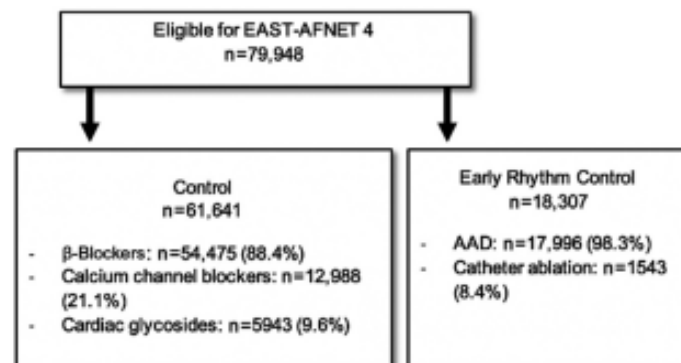 Eligible for EAST-AFNET 4
n=79,948
Control
n=61,641
- β-Blockers: n=54,475 (88.4%)
- Calcium channel blockers: n=12,988
(21.1%)
- Cardiac glycosides: n=5943 (9.6%)
Early Rhythm Control
n=18,307
- AAD: n=17,996 (98.3%)
- Catheter ablation: n=1543
(8.4%)